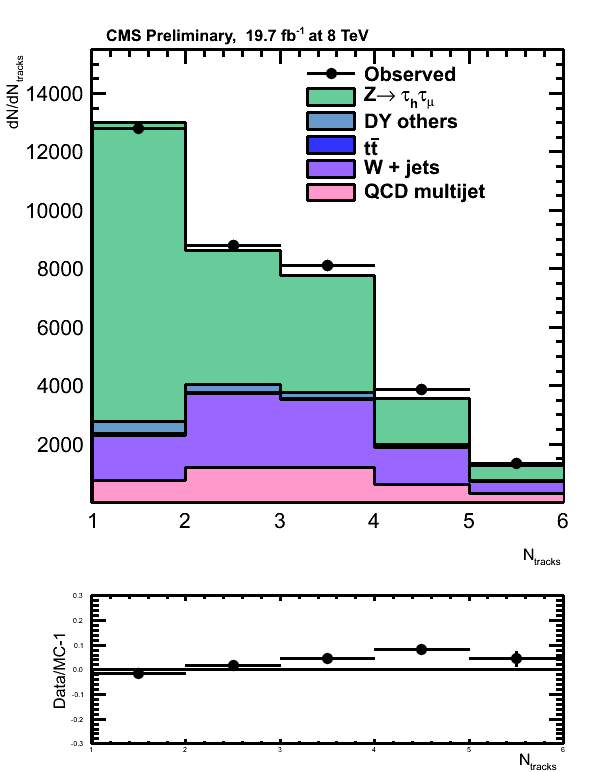 CMS Preliminary, 19.7 fb⁻¹ at 8 TeV
dN/dN_tracks
14000
12000
10000
8000
6000
4000
2000
Observed
Z→ τ_hτ_μ
DY others
tt̄
W + jets
QCD multijet
1 2 3 4 5 6
N_tracks
Data/MC-1
0.3
0.2
0.1
0.0
-0.1
-0.2
-0.3
1 2 3 4 5 6
N_tracks